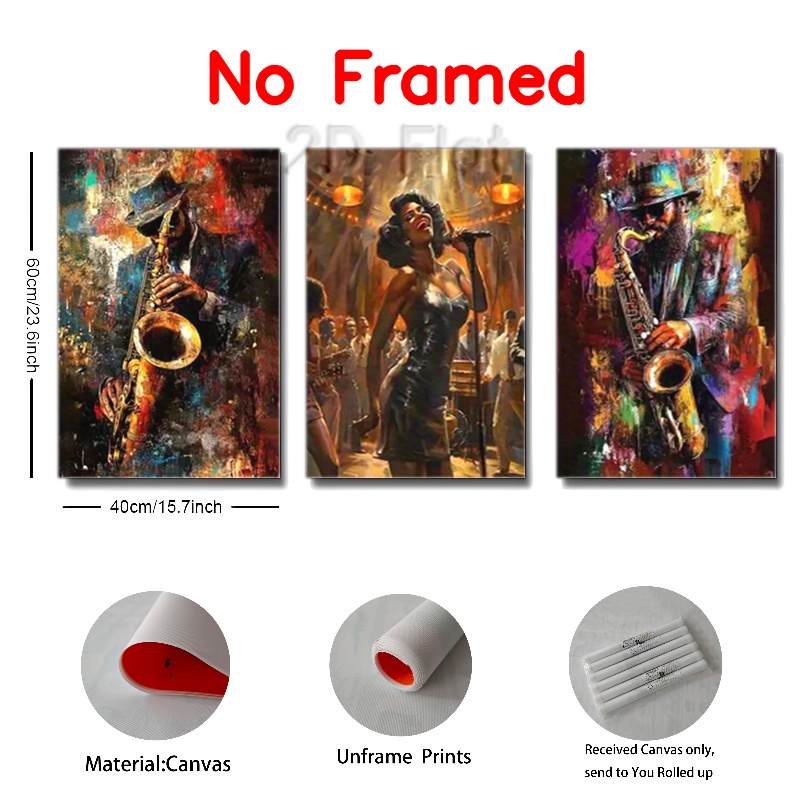 No Framed
2D Flat
60cm/23.6inch
40cm/15.7inch
Material:Canvas
Unframe Prints
Received Canvas only,
send to You Rolled up